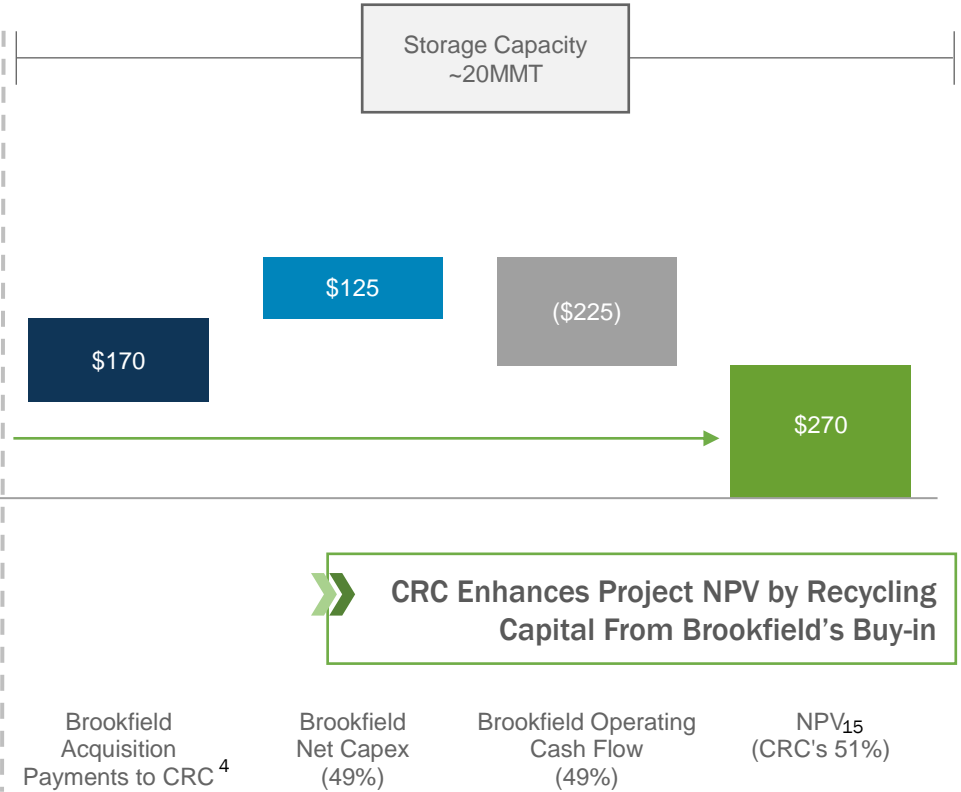 Storage Capacity
~20MMT
$125
($225)
$170
$270
CRC Enhances Project NPV by Recycling
Capital From Brookfield’s Buy-in
Brookfield
Acquisition
Payments to CRC 4
Brookfield
Net Capex
(49%)
Brookfield Operating
Cash Flow
(49%)
NPV15
(CRC's 51%)